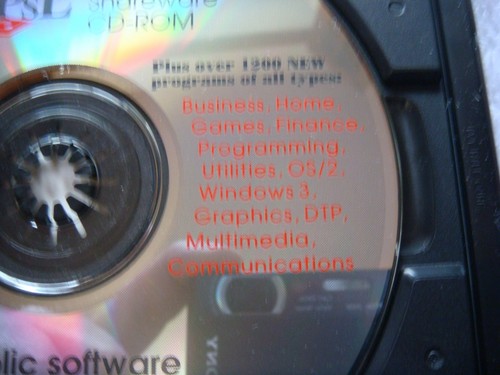 PsL Shareware
CD-ROM
Plus over 1200 NEW
programs of all types:
Business, Home,
Games, Finance,
Programming,
Utilities, OS/2,
Windows 3,
Graphics, DTP,
Multimedia,
Communications
lic software